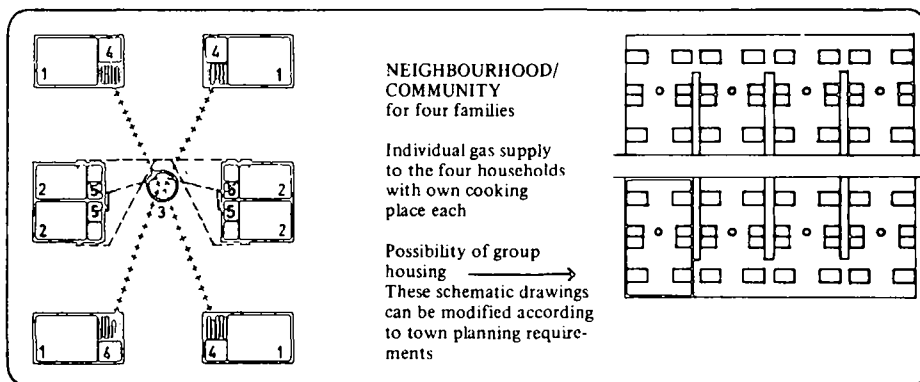 4
4
1
1
NEIGHBOURHOOD/
COMMUNITY
for four families
Individual gas supply
to the four households
with own cooking
place each
2
5
5
2
2
5
3
5
2
Possibility of group
housing
These schematic drawings
can be modified according
to town planning require-
ments
1
4
4
1